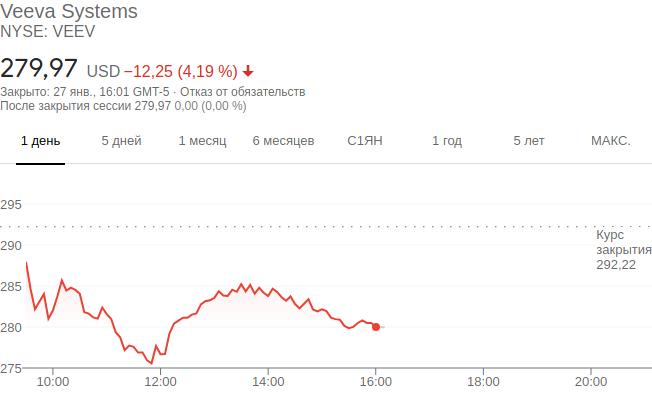 Veeva Systems
NYSE: VEEV
279,97 USD −12,25 (4,19 %)
Закрыто: 27 янв., 16:01 GMT-5 · Отказ от обязательств
После закрытия сессии 279,97 0,00 (0,00 %)
1 день 5 дней 1 месяц 6 месяцев С1ЯН 1 год 5 лет МАКС.
295
Курс
закрытия
292,22
290
285
280
275
10:00 12:00 14:00 16:00 18:00 20:00